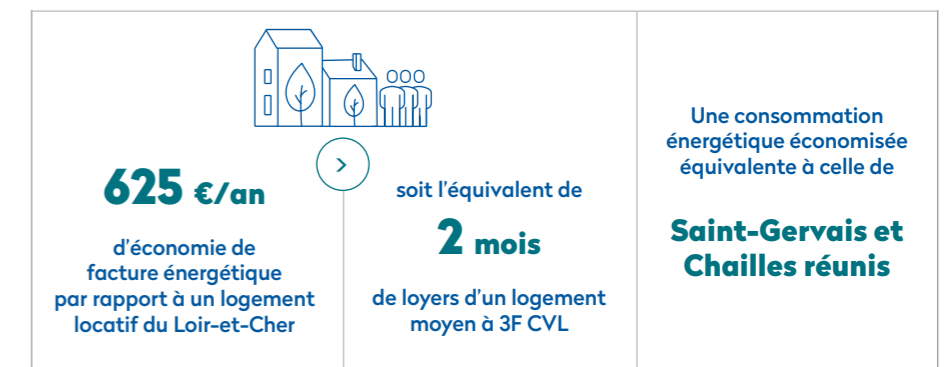 625 €/an
d'économie de
facture énergétique
par rapport à un logement
locatif du Loir-et-Cher
soit l'équivalent de
2 mois
de loyers d'un logement
moyen à 3F CVL
Une consommation
énergétique économisée
équivalente à celle de
Saint-Gervais et
Chailles réunis